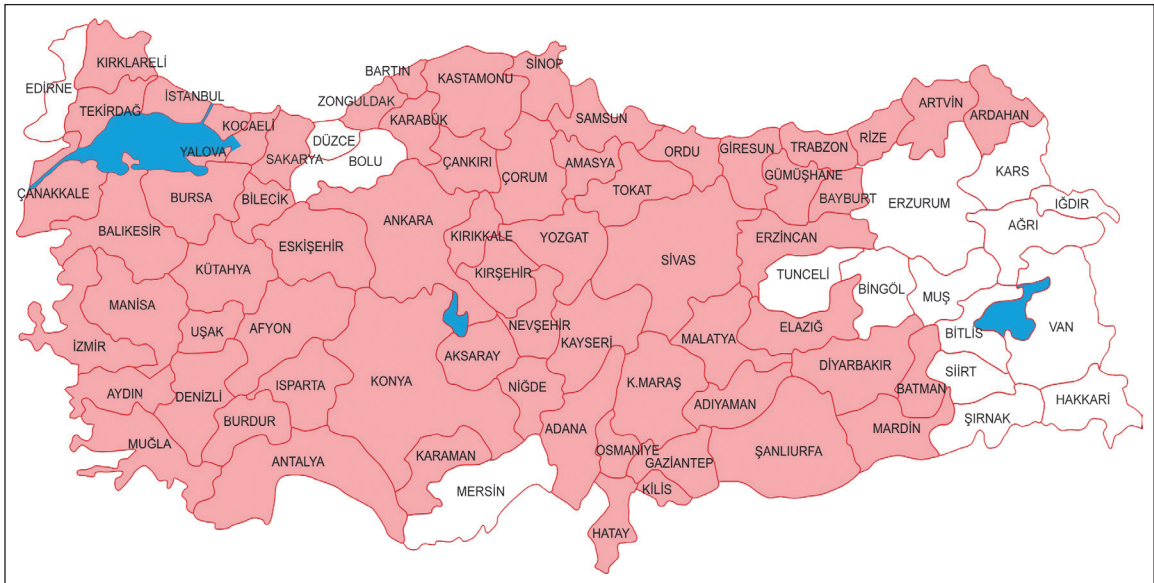 KIRKLARELİ
EDİRNE
TEKİRDAĞ
İSTANBUL
KOCAELİ
YALOVA
SAKARYA
ÇANAKKALE
BURSA
BİLECİK
BALIKESİR
DÜZCE
BOLU
ZONGULDAK
BARTIN
KARABÜK
KASTAMONU
SİNOP
ÇANKIRI
ÇORUM
SAMSUN
AMASYA
TOKAT
ORDU
GİRESUN
TRABZON
GÜMÜŞHANE
BAYBURT
RİZE
ARTVİN
ARDAHAN
KARS
IĞDIR
AĞRI
ERZURUM
ERZİNCAN
ANKARA
ESKİŞEHİR
KÜTAHYA
KIRIKKALE
KIRŞEHİR
YOZGAT
SİVAS
TUNCELİ
BİNGÖL
MUŞ
BİTLİS
VAN
MANİSA
UŞAK
AFYON
İZMİR
NEVŞEHİR
AKSARAY
KAYSERİ
MALATYA
ELAZIĞ
DİYARBAKIR
BATMAN
SİİRT
ŞIRNAK
HAKKARİ
MARDİN
AYDIN
DENİZLİ
ISPARTA
BURDUR
KONYA
NİĞDE
K.MARAŞ
ADIYAMAN
ŞANLIURFA
MUĞLA
ANTALYA
KARAMAN
MERSİN
ADANA
OSMANİYE
GAZİANTEP
KİLİS
HATAY